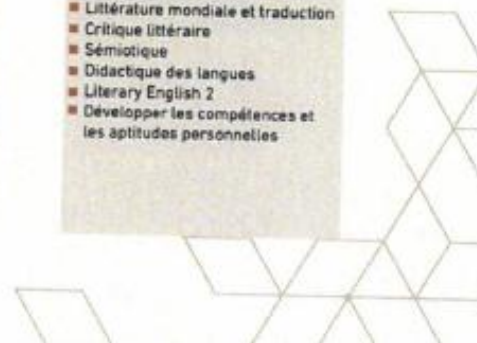 Littérature mondiale et traduction
Critique littéraire
Sémiotique
Didactique des langues
Literary English 2
Développer les compétences et
les aptitudes personnelles